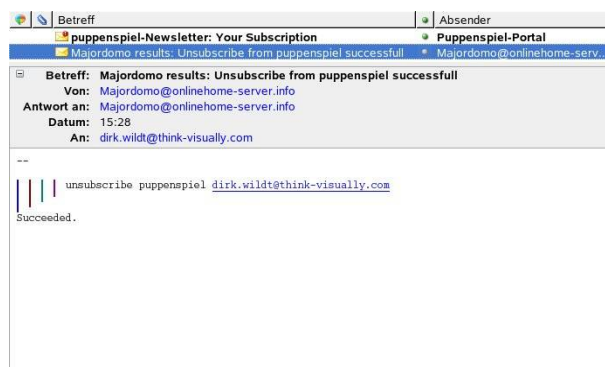 Betreff Absender
puppenspiel-Newsletter: Your Subscription Puppenspiel-Portal
Majordomo results: Unsubscribe from puppenspiel successfull Majordomo@onlinehome-serv...
Betreff: Majordomo results: Unsubscribe from puppenspiel successfull
Von: Majordomo@onlinehome-server.info
Antwort an: Majordomo@onlinehome-server.info
Datum: 15:28
An: dirk.wildt@think-visually.com
--
unsubscribe puppenspiel dirk.wildt@think-visually.com
Succeeded.